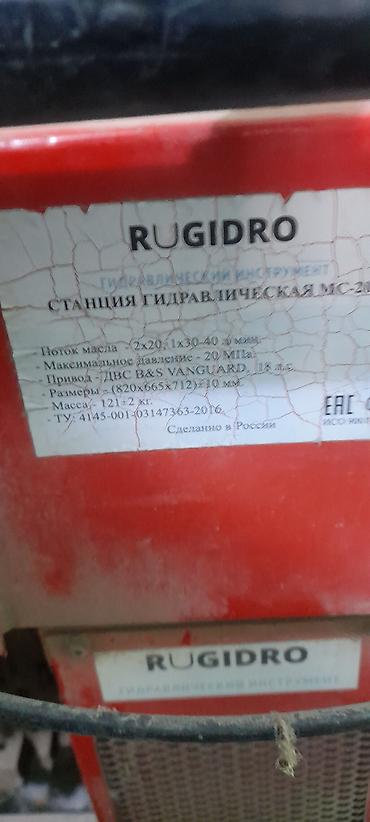 RUGIDRO
ГИДРАВЛИЧЕСКИЙ ИНСТРУМЕНТ
СТАНЦИЯ ГИДРАВЛИЧЕСКАЯ МС-20
- Поток масла - 2х20, 1х30-40 л/мин.
- Максимальное давление - 20 МПа.
- Привод - ДВС B&S VANGUARD, 18 л.с.
- Размеры - (820х665х712)±10 мм.
Масса - 121±2 кг.
- ТУ: 4145-001-03147363-2016.
Сделано в России
EAC
RUGIDRO
ГИДРАВЛИЧЕСКИЙ ИНСТРУМЕНТ